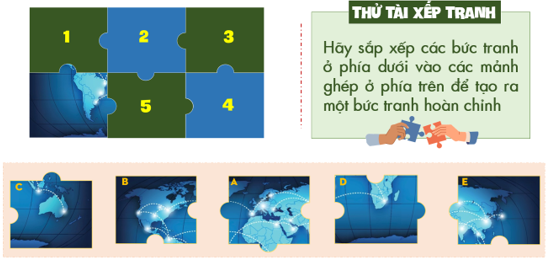 THỬ TÀI XẾP TRANH
1 2 3
Hãy sắp xếp các bức tranh
ở phía dưới vào các mảnh
ghép ở phía trên để tạo ra
một bức tranh hoàn chỉnh
5 4
C B A D E